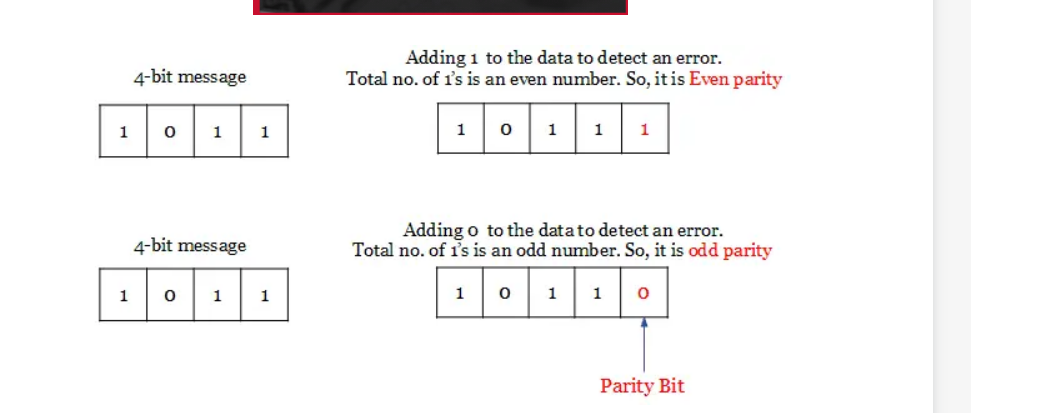 4-bit message
Adding 1 to the data to detect an error.
Total no. of 1's is an even number. So, it is Even parity
1 0 1 1
1 0 1 1 1
4-bit message
Adding 0 to the data to detect an error.
Total no. of 1's is an odd number. So, it is odd parity
1 0 1 1
1 0 1 1 0
Parity Bit